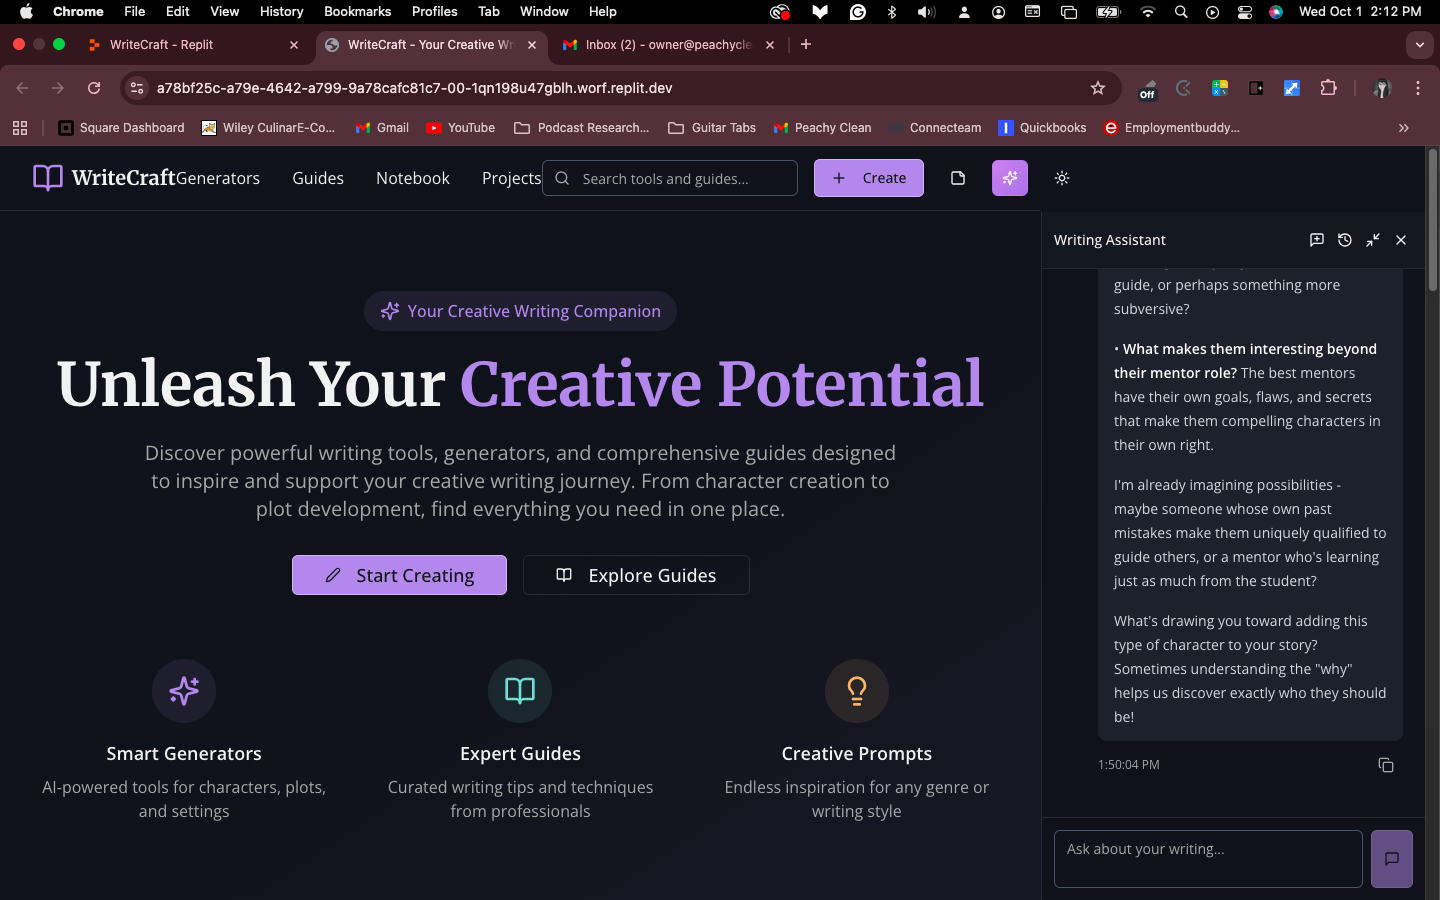 Chrome File Edit View History Bookmarks Profiles Tab Window Help Wed Oct 1 2:12 PM
WriteCraft - Replit
WriteCraft - Your Creative Wr
Inbox (2) - owner@peachycle
a78bf25c-a79e-4642-a799-9a78cafc81c7-00-1qn198u47gblh.worf.replit.dev
Off
Square Dashboard
Wiley CulinarE-Co...
Gmail
YouTube
Podcast Research...
Guitar Tabs
Peachy Clean
Connecteam
Quickbooks
Employmentbuddy...
WriteCraft
Generators
Guides
Notebook
Projects
Search tools and guides...
Create
Your Creative Writing Companion
Unleash Your Creative Potential
Discover powerful writing tools, generators, and comprehensive guides designed
to inspire and support your creative writing journey. From character creation to
plot development, find everything you need in one place.
Start Creating
Explore Guides
Smart Generators
AI-powered tools for characters, plots,
and settings
Expert Guides
Curated writing tips and techniques
from professionals
Creative Prompts
Endless inspiration for any genre or
writing style
Writing Assistant
guide, or perhaps something more
subversive?
• What makes them interesting beyond
their mentor role? The best mentors
have their own goals, flaws, and secrets
that make them compelling characters in
their own right.
I'm already imagining possibilities -
maybe someone whose own past
mistakes make them uniquely qualified to
guide others, or a mentor who's learning
just as much from the student?
What's drawing you toward adding this
type of character to your story?
Sometimes understanding the "why"
helps us discover exactly who they should
be!
1:50:04 PM
Ask about your writing...